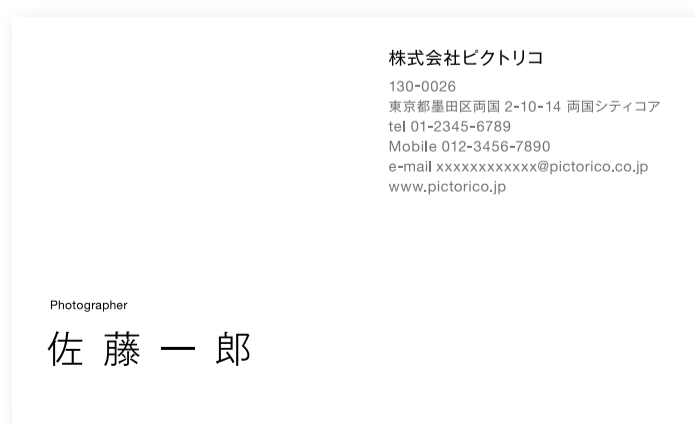 株式会社ピクトリコ
130-0026
東京都墨田区両国 2-10-14 両国シティコア
tel 01-2345-6789
Mobile 012-3456-7890
e-mail xxxxxxxxxxxx@pictorico.co.jp
www.pictorico.jp
Photographer
佐藤一郎